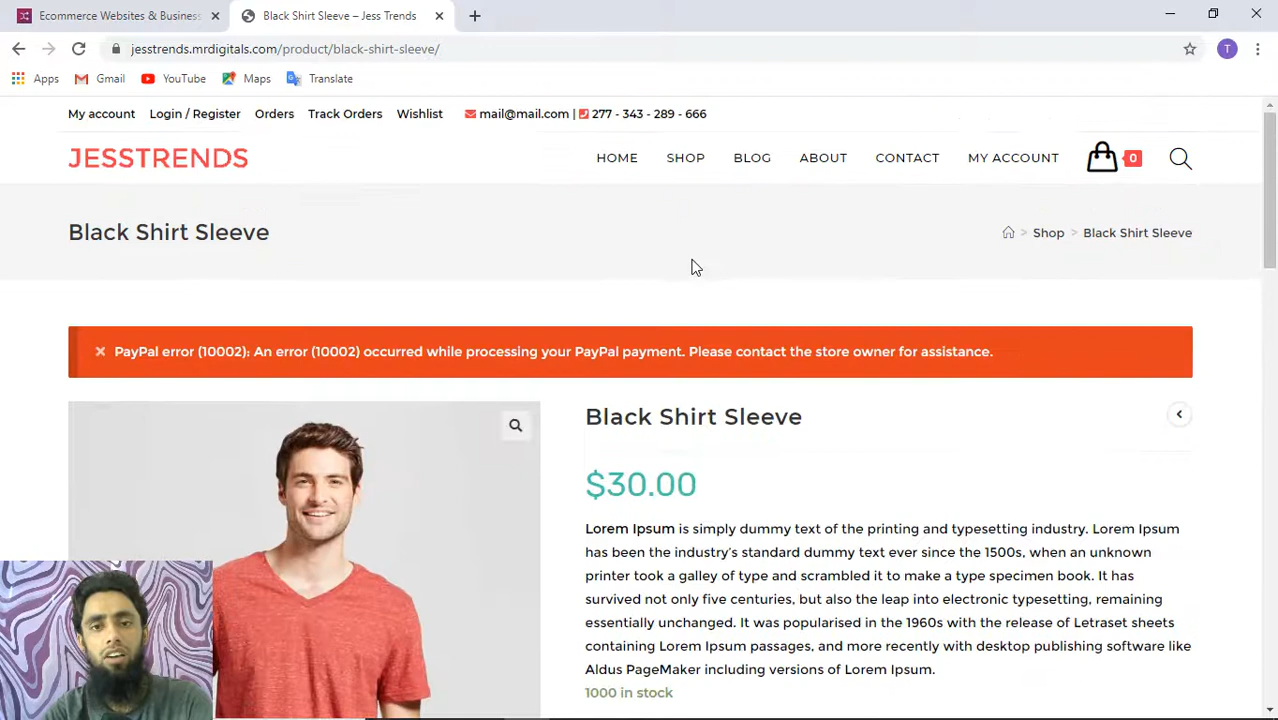 Ecommerce Websites & Business
Black Shirt Sleeve – Jess Trends
jesstrends.mrdigitals.com/product/black-shirt-sleeve/
T
Apps Gmail YouTube Maps Translate
My account Login / Register Orders Track Orders Wishlist mail@mail.com | 277 - 343 - 289 - 666
JESSTRENDS HOME SHOP BLOG ABOUT CONTACT MY ACCOUNT 0
Black Shirt Sleeve
> Shop > Black Shirt Sleeve
PayPal error (10002): An error (10002) occurred while processing your PayPal payment. Please contact the store owner for assistance.
Black Shirt Sleeve
$30.00
Lorem Ipsum is simply dummy text of the printing and typesetting industry. Lorem Ipsum
has been the industry's standard dummy text ever since the 1500s, when an unknown
printer took a galley of type and scrambled it to make a type specimen book. It has
survived not only five centuries, but also the leap into electronic typesetting, remaining
essentially unchanged. It was popularised in the 1960s with the release of Letraset sheets
containing Lorem Ipsum passages, and more recently with desktop publishing software like
Aldus PageMaker including versions of Lorem Ipsum.
1000 in stock